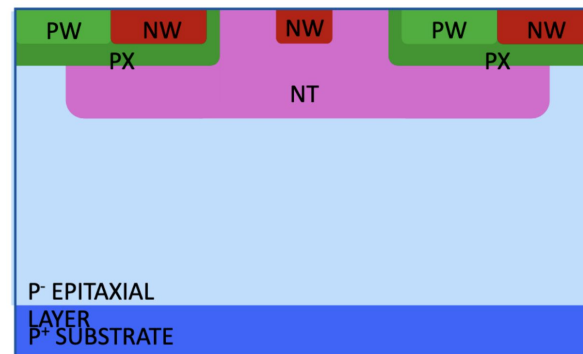 PW NW NW PW NW
PX PX
NT
P- EPITAXIAL
LAYER
P+ SUBSTRATE